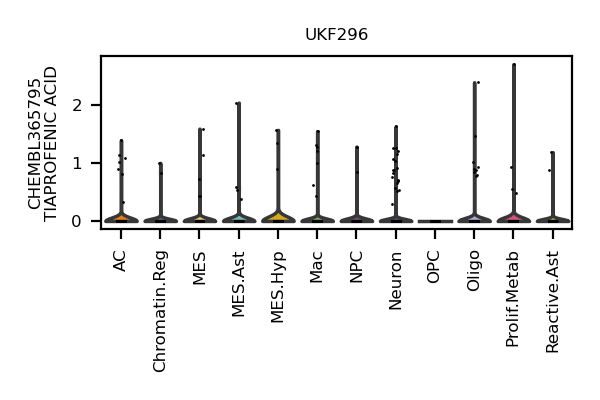 UKF296
CHEMBL365795
TIAPROFENIC ACID
2
1
0
AC
Chromatin.Reg
MES
MES.Ast
MES.Hyp
Mac
NPC
Neuron
OPC
Oligo
Prolif.Metab
Reactive.Ast